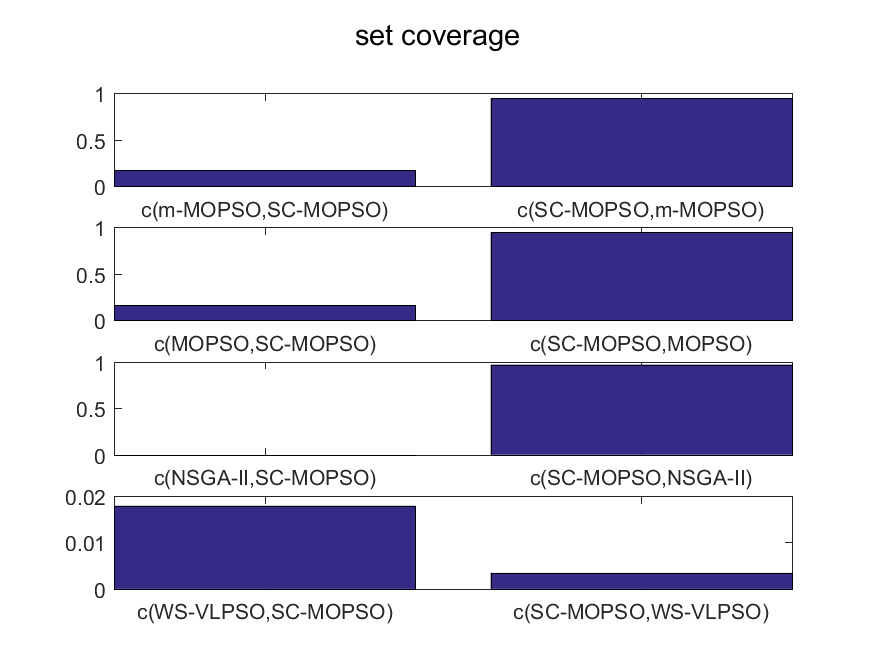 set coverage
1
0.5
0
c(m-MOPSO,SC-MOPSO) c(SC-MOPSO,m-MOPSO)
1
0.5
0
c(MOPSO,SC-MOPSO) c(SC-MOPSO,MOPSO)
1
0.5
0
c(NSGA-II,SC-MOPSO) c(SC-MOPSO,NSGA-II)
0.02
0.01
0
c(WS-VLPSO,SC-MOPSO) c(SC-MOPSO,WS-VLPSO)